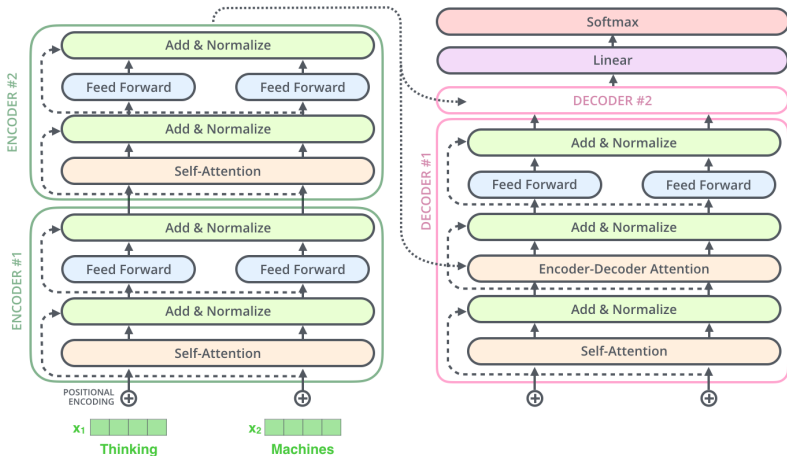 ENCODER #2
Add & Normalize
Feed Forward
Feed Forward
Add & Normalize
Self-Attention
ENCODER #1
Add & Normalize
Feed Forward
Feed Forward
Add & Normalize
Self-Attention
POSITIONAL
ENCODING
x₁
x₂
Thinking
Machines
Softmax
Linear
DECODER #2
DECODER #1
Add & Normalize
Feed Forward
Feed Forward
Add & Normalize
Encoder-Decoder Attention
Add & Normalize
Self-Attention